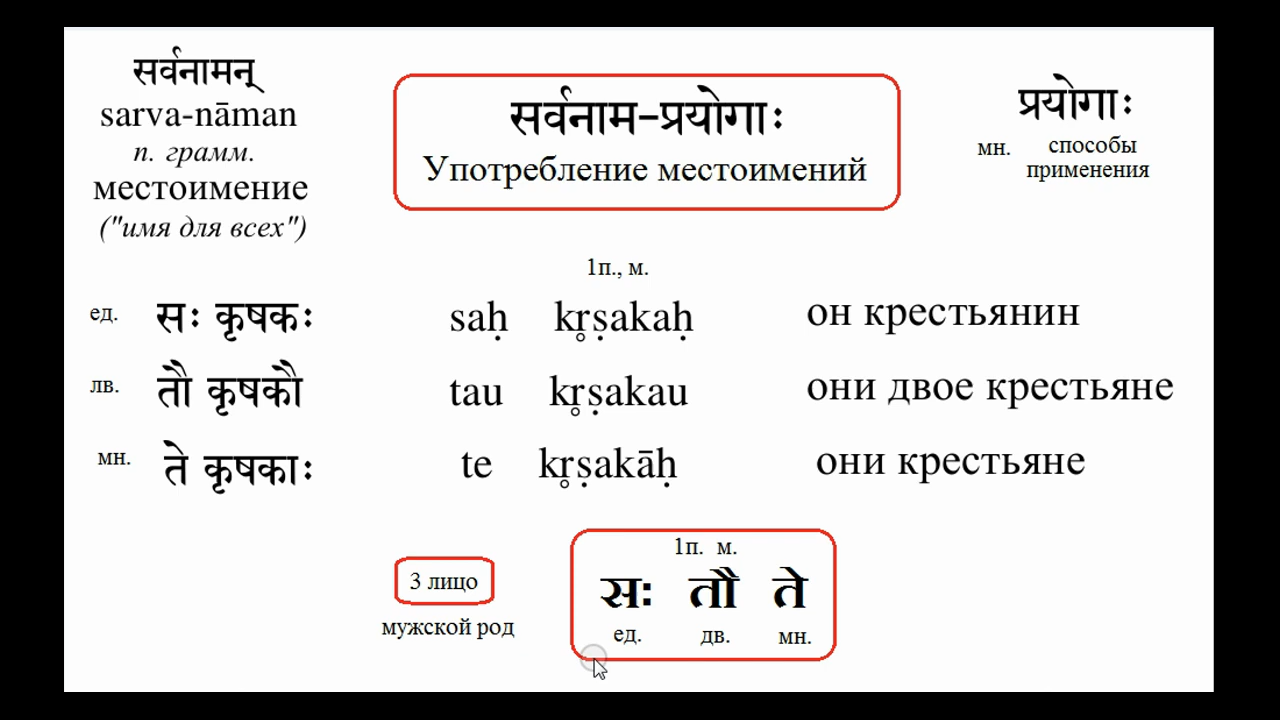 सर्वनामन्
sarva-nāman
п. грамм.
местоимение
("имя для всех")
सर्वनाम-प्रयोगाः
Употребление местоимений
प्रयोगाः
мн. способы
применения
1п., м.
ед. सः कृषकः saḥ kr̥ṣakaḥ он крестьянин
лв. तौ कृषकौ tau kr̥ṣakau они двое крестьяне
мн. ते कृषकाः te kr̥ṣakāḥ они крестьяне
3 лицо
мужской род
1п. м.
सः तौ ते
ед. дв. мн.